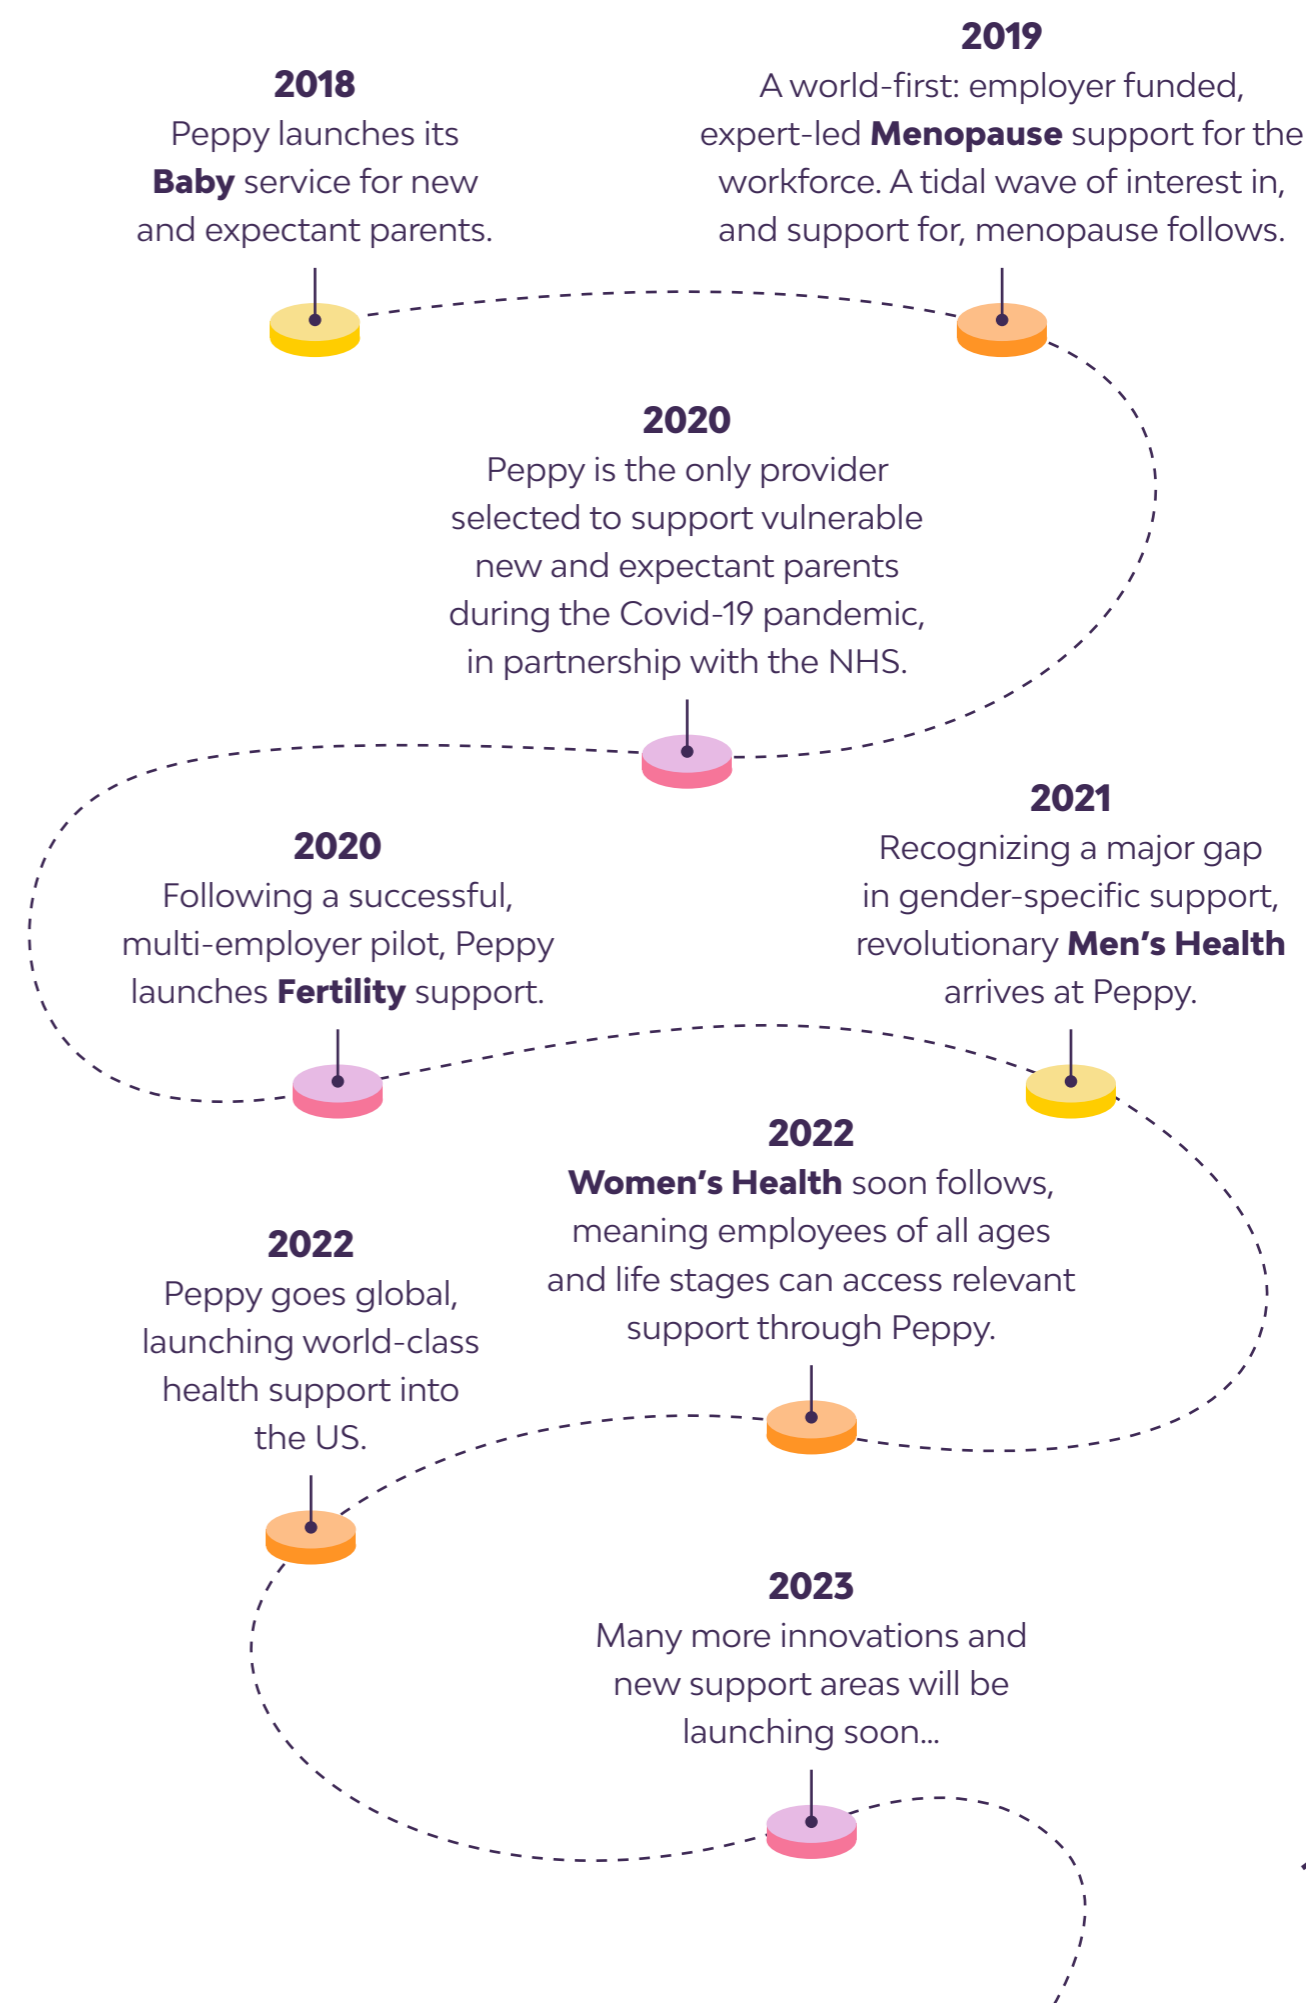 2018
Peppy launches its
Baby service for new
and expectant parents.
2019
A world-first: employer funded,
expert-led Menopause support for the
workforce. A tidal wave of interest in,
and support for, menopause follows.
2020
Peppy is the only provider
selected to support vulnerable
new and expectant parents
during the Covid-19 pandemic,
in partnership with the NHS.
2020
Following a successful,
multi-employer pilot, Peppy
launches Fertility support.
2021
Recognizing a major gap
in gender-specific support,
revolutionary Men’s Health
arrives at Peppy.
2022
Women’s Health soon follows,
meaning employees of all ages
and life stages can access relevant
support through Peppy.
2022
Peppy goes global,
launching world-class
health support into
the US.
2023
Many more innovations and
new support areas will be
launching soon...